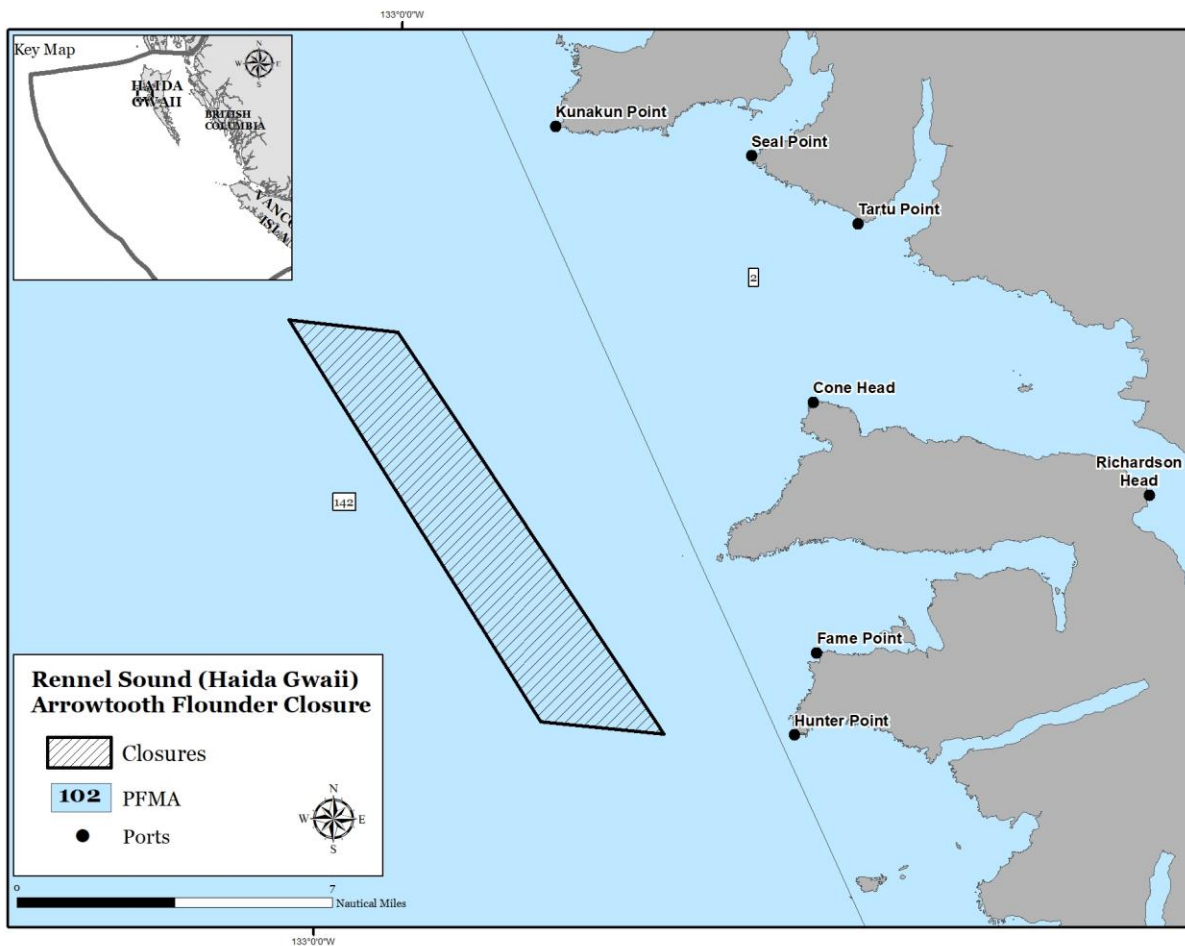 133°0'0"W
Key Map
N
W
E
S
HAIDA
GWAII
BRITISH
COLUMBIA
Kunakun Point
Seal Point
Tartu Point
2
Cone Head
Richardson
Head
142
Fame Point
Hunter Point
Rennel Sound (Haida Gwaii)
Arrowtooth Flounder Closure
Closures
102 PFMA
Ports
N
W
E
S
0 7
Nautical Miles
133°0'0"W